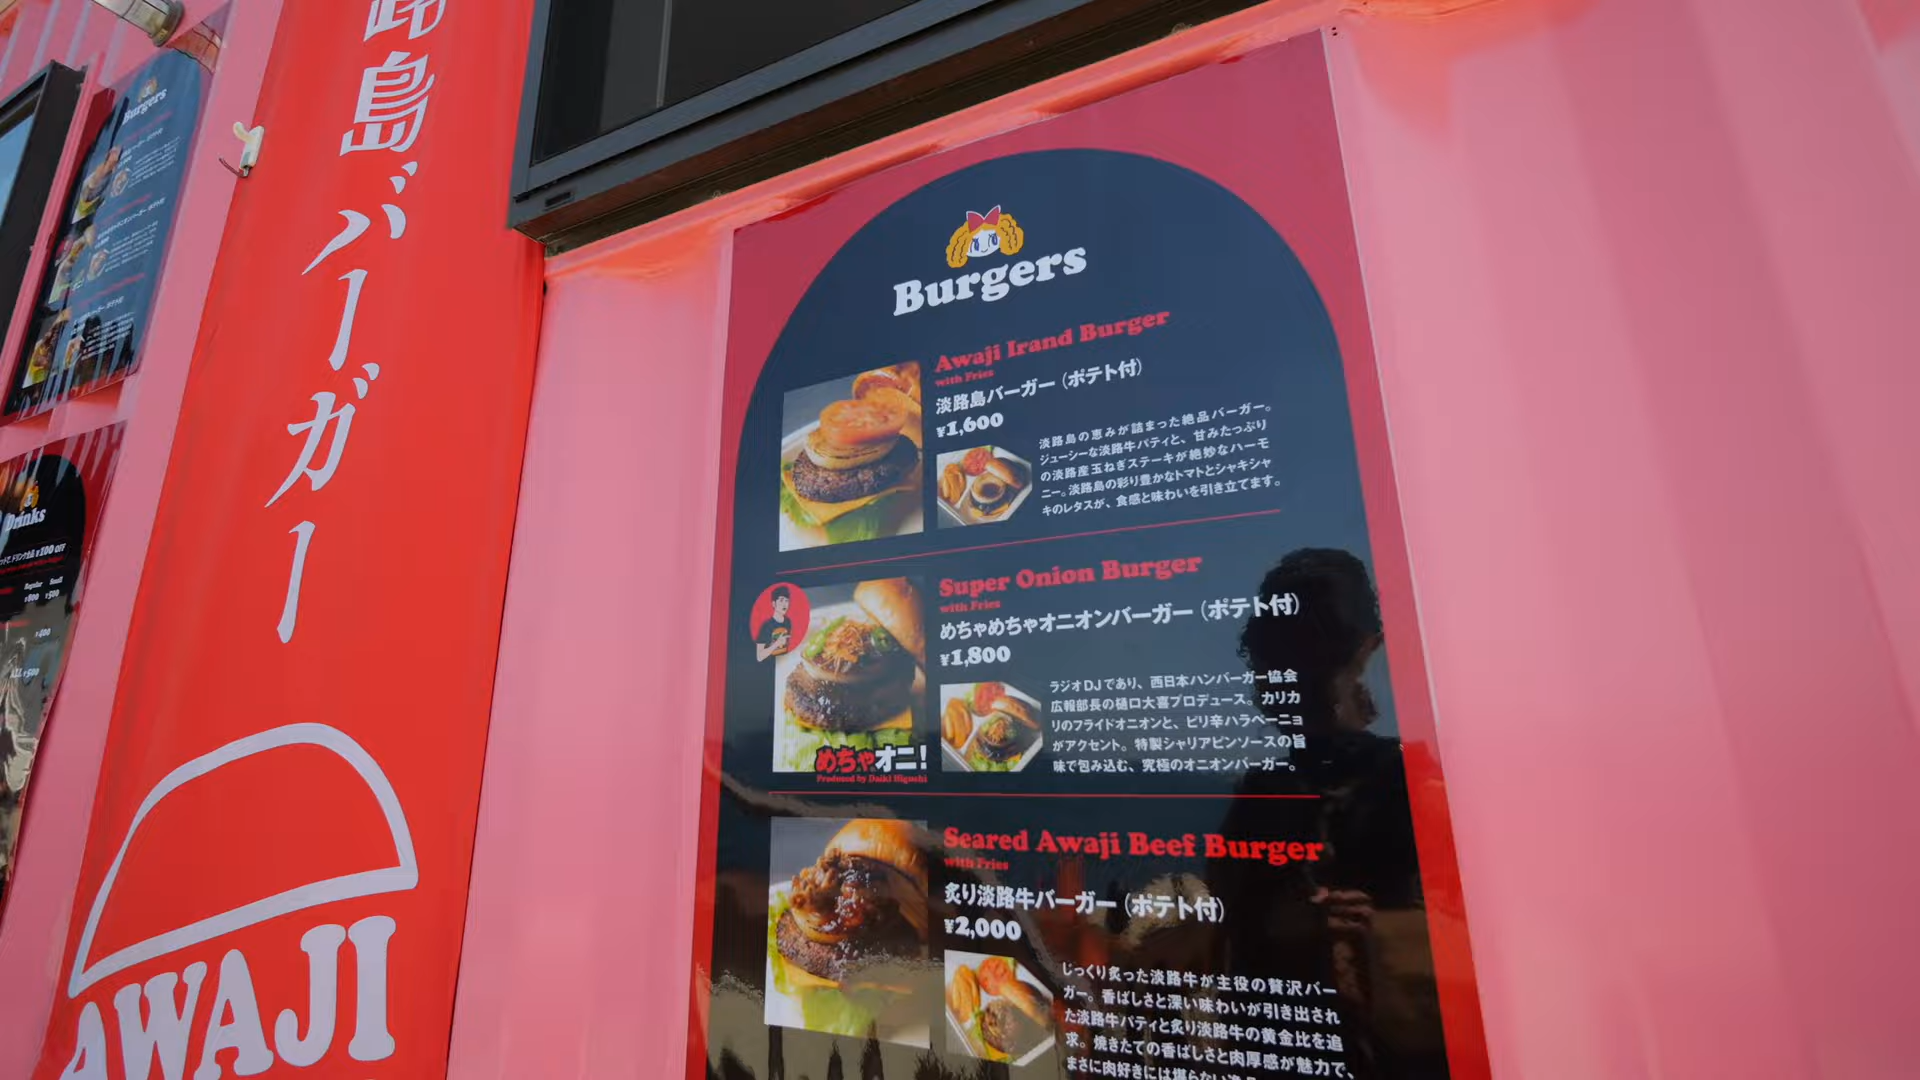 路島バーガー
AWAJI
Burgers
Drinks
¥100 OFF
Regular Small
¥800 ¥500
Burgers
Awaji Irand Burger
with Fries
淡路島バーガー（ポテト付）
¥1,600
淡路島の恵みが詰まった絶品バーガー。
ジューシーな淡路牛パティと、甘みたっぷり
の淡路産玉ねぎステーキが絶妙なハーモ
ニー。淡路島の彩り豊かなトマトとシャキシャ
キのレタスが、食感と味わいを引き立てます。
Super Onion Burger
with Fries
めちゃめちゃオニオンバーガー（ポテト付）
¥1,800
ラジオDJであり、西日本ハンバーガー協会
広報部長の樋口大喜プロデュース。カリカ
リのフライドオニオンと、ピリ辛ハラペーニョ
がアクセント。特製シャリアピンソースの旨
味で包み込む、究極のオニオンバーガー。
めちゃオニ!
Produced by Daiki Higuchi
Seared Awaji Beef Burger
with Fries
炙り淡路牛バーガー（ポテト付）
¥2,000
じっくり炙った淡路牛が主役の贅沢バー
ガー。香ばしさと深い味わいが引き出され
た淡路牛パティと炙り淡路牛の黄金比を追
求。焼きたての香ばしさと肉厚感が魅力で、
まさに肉好きには堪らない